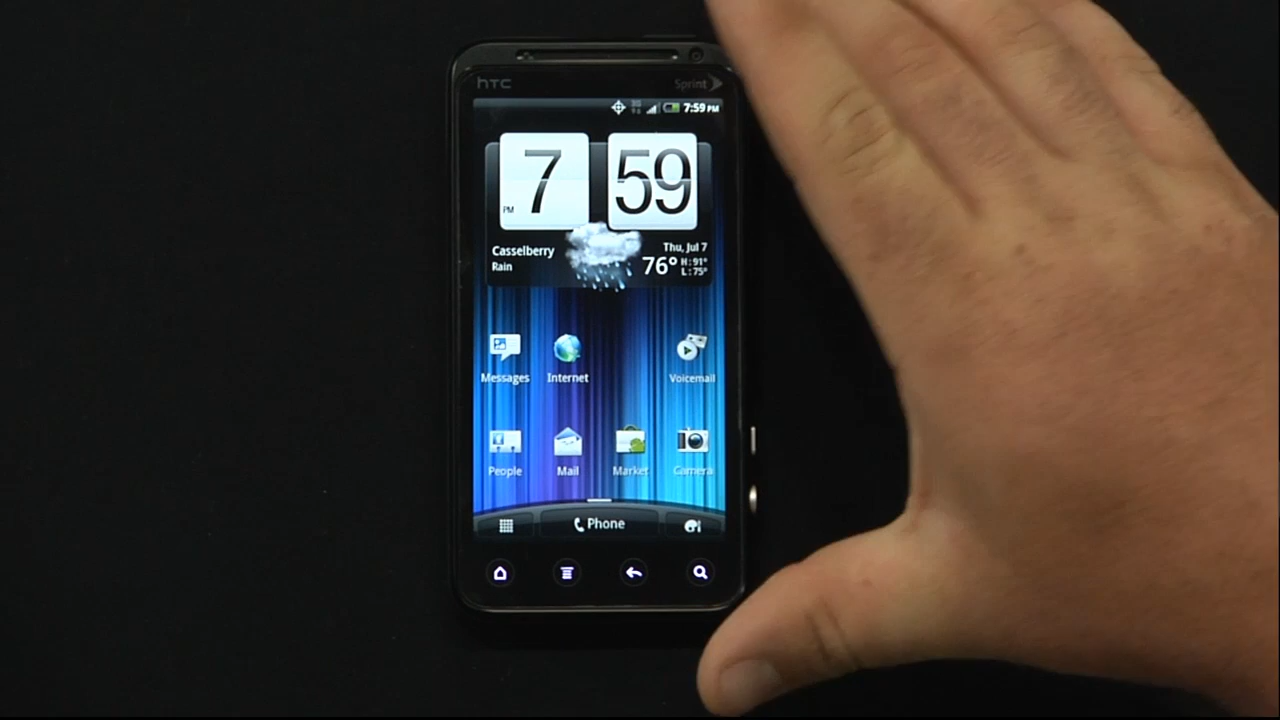 hTC
Sprint
7:59 PM
7
59
PM
Casselberry
Thu, Jul 7
Rain
76°
H: 91°
L: 75°
Messages
Internet
Voicemail
People
Mail
Market
Camera
Phone